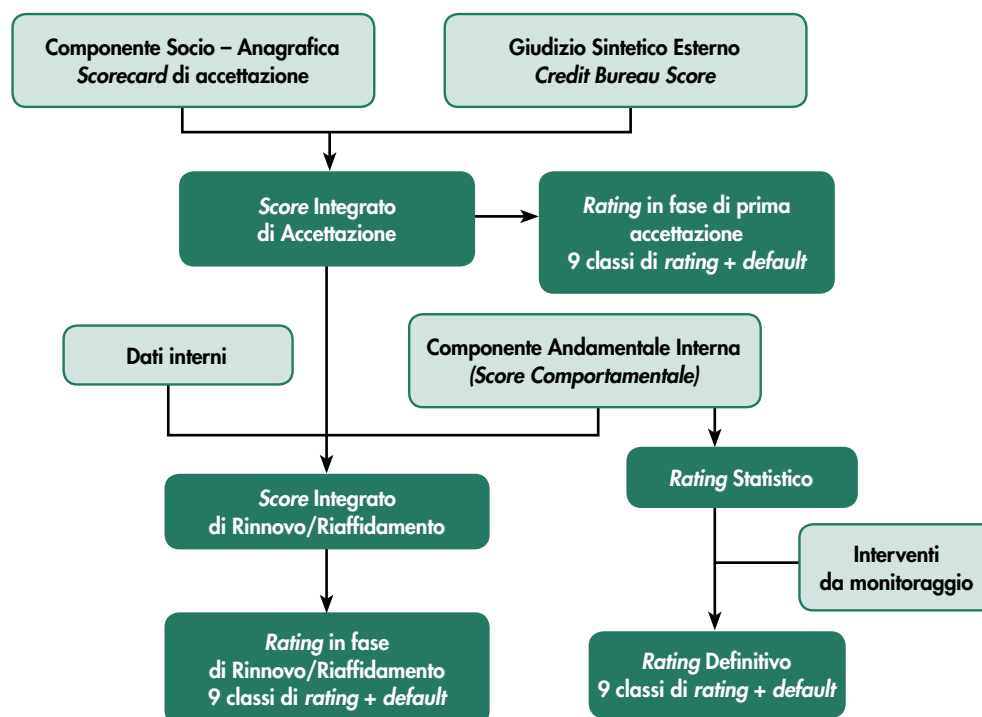 Componente Socio – Anagrafica
Scorecard di accettazione
Giudizio Sintetico Esterno
Credit Bureau Score
Score Integrato
di Accettazione
Rating in fase di prima
accettazione
9 classi di rating + default
Dati interni
Componente Andamentale Interna
(Score Comportamentale)
Score Integrato
di Rinnovo/Riaffidamento
Rating Statistico
Interventi
da monitoraggio
Rating in fase
di Rinnovo/Riaffidamento
9 classi di rating + default
Rating Definitivo
9 classi di rating + default